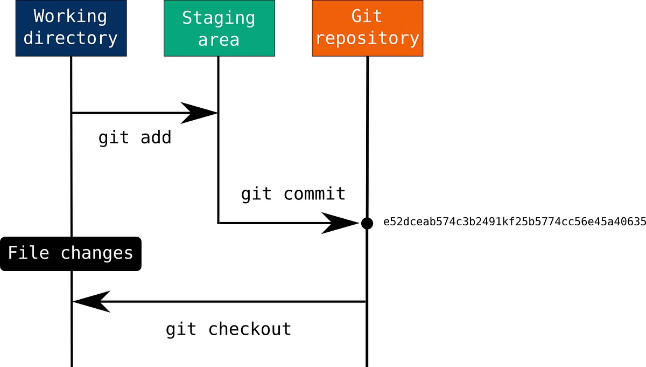 Working
directory
Staging
area
Git
repository
git add
git commit
e52dceab574c3b2491kf25b5774cc56e45a40635
File changes
git checkout